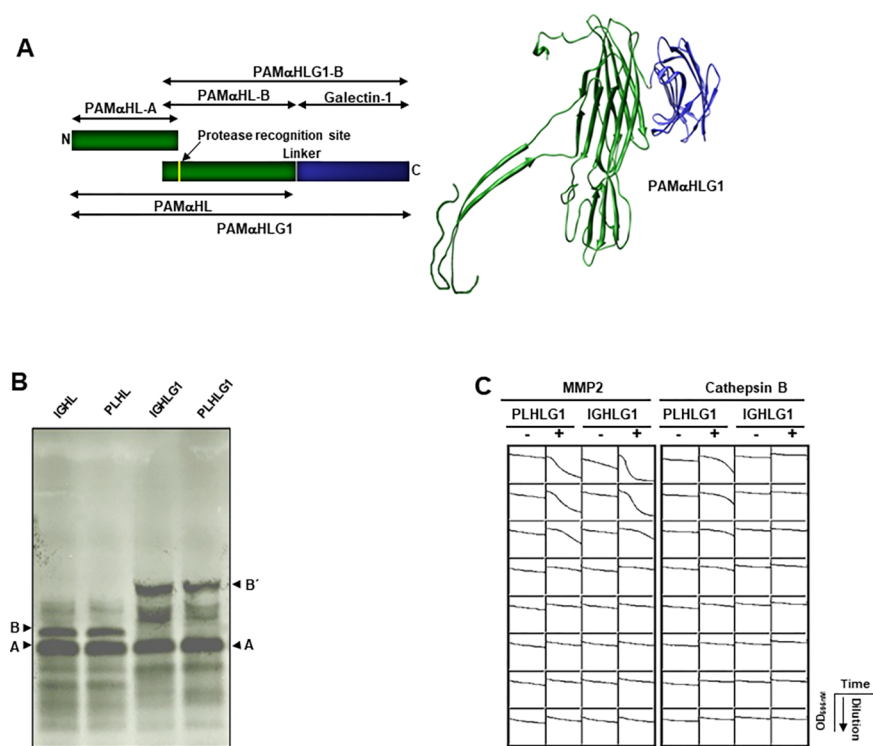 A
PAMαHLG1-B
PAMαHL-B
Galectin-1
PAMαHL-A
N
Protease recognition site
Linker
C
PAMαHL
PAMαHLG1
PAMαHLG1
B
IGHL
PLHL
IGHLG1
PLHLG1
B´
B
A
A
C
MMP2
Cathepsin B
PLHLG1
IGHLG1
PLHLG1
IGHLG1
- + - + - + - +
Time
Dilution